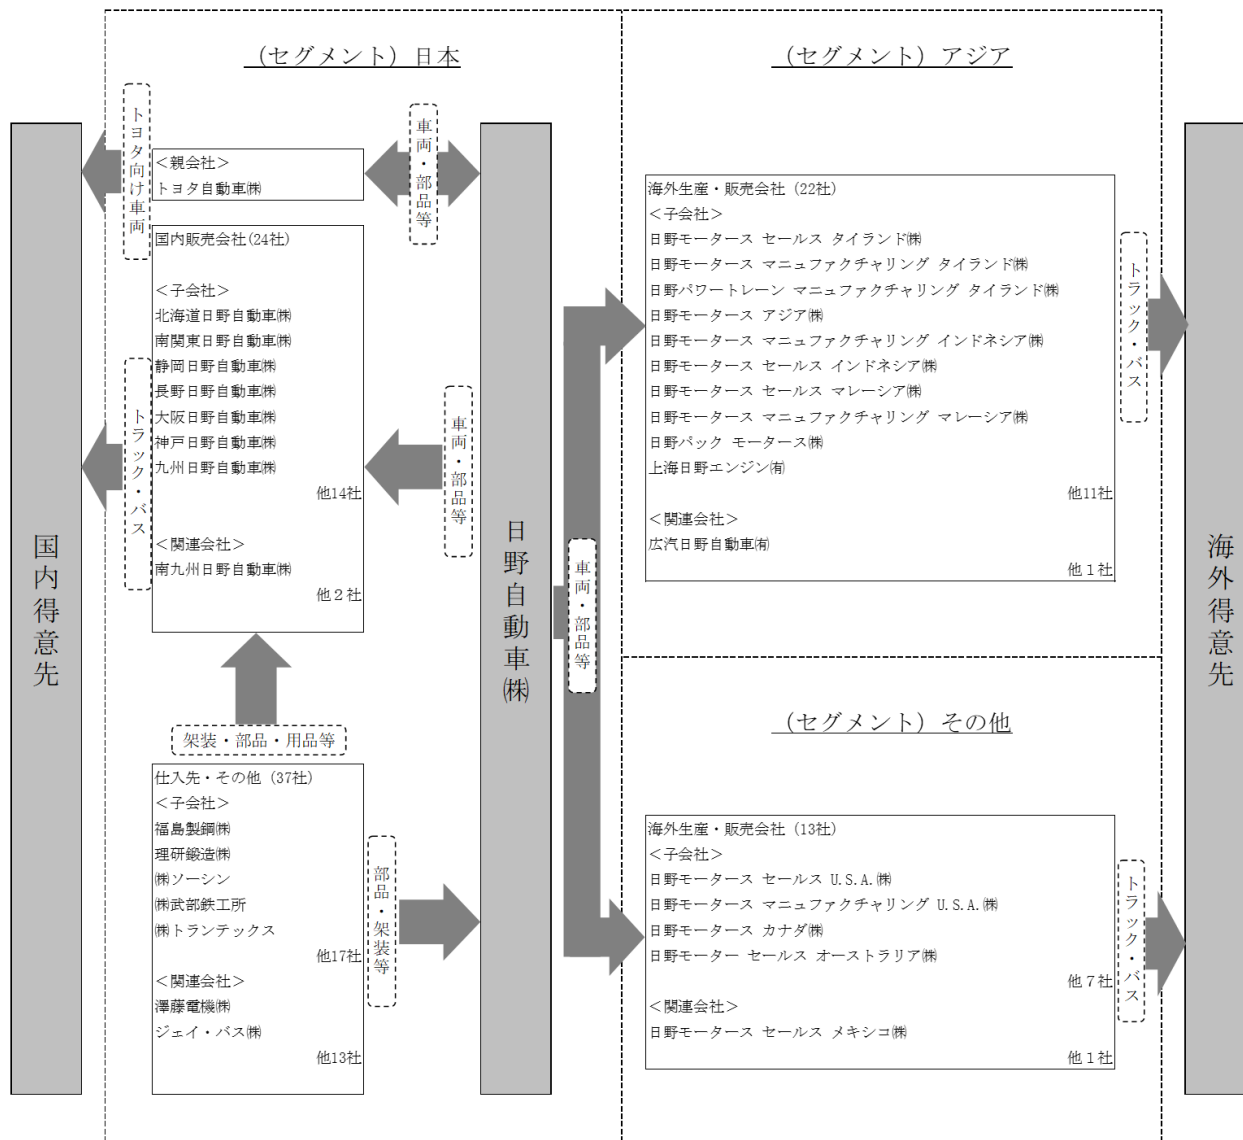 (セグメント) 日本
(セグメント) アジア
国内得意先
トヨタ向け車両
＜親会社＞
トヨタ自動車㈱
車両・部品等
国内販売会社(24社)
＜子会社＞
北海道日野自動車㈱
南関東日野自動車㈱
静岡日野自動車㈱
長野日野自動車㈱
大阪日野自動車㈱
神戸日野自動車㈱
九州日野自動車㈱
他14社
＜関連会社＞
南九州日野自動車㈱
他２社
トラック・バス
車両・部品等
架装・部品・用品等
仕入先・その他 (37社)
＜子会社＞
福島製鋼㈱
理研鍛造㈱
㈱ソーシン
㈱武部鉄工所
㈱トランテックス
他17社
＜関連会社＞
澤藤電機㈱
ジェイ・バス㈱
他13社
部品・架装等
日野自動車㈱
車両・部品等
海外生産・販売会社 (22社)
＜子会社＞
日野モータース セールス タイランド㈱
日野モータース マニュファクチャリング タイランド㈱
日野パワートレーン マニュファクチャリング タイランド㈱
日野モータース アジア㈱
日野モータース マニュファクチャリング インドネシア㈱
日野モータース セールス インドネシア㈱
日野モータース セールス マレーシア㈱
日野モータース マニュファクチャリング マレーシア㈱
日野パック モータース㈱
上海日野エンジン㈲
他11社
＜関連会社＞
広汽日野自動車㈲
他１社
トラック・バス
(セグメント) その他
海外生産・販売会社 (13社)
＜子会社＞
日野モータース セールス U.S.A.㈱
日野モータース マニュファクチャリング U.S.A.㈱
日野モータース カナダ㈱
日野モーター セールス オーストラリア㈱
他７社
＜関連会社＞
日野モータース セールス メキシコ㈱
他１社
トラック・バス
海外得意先